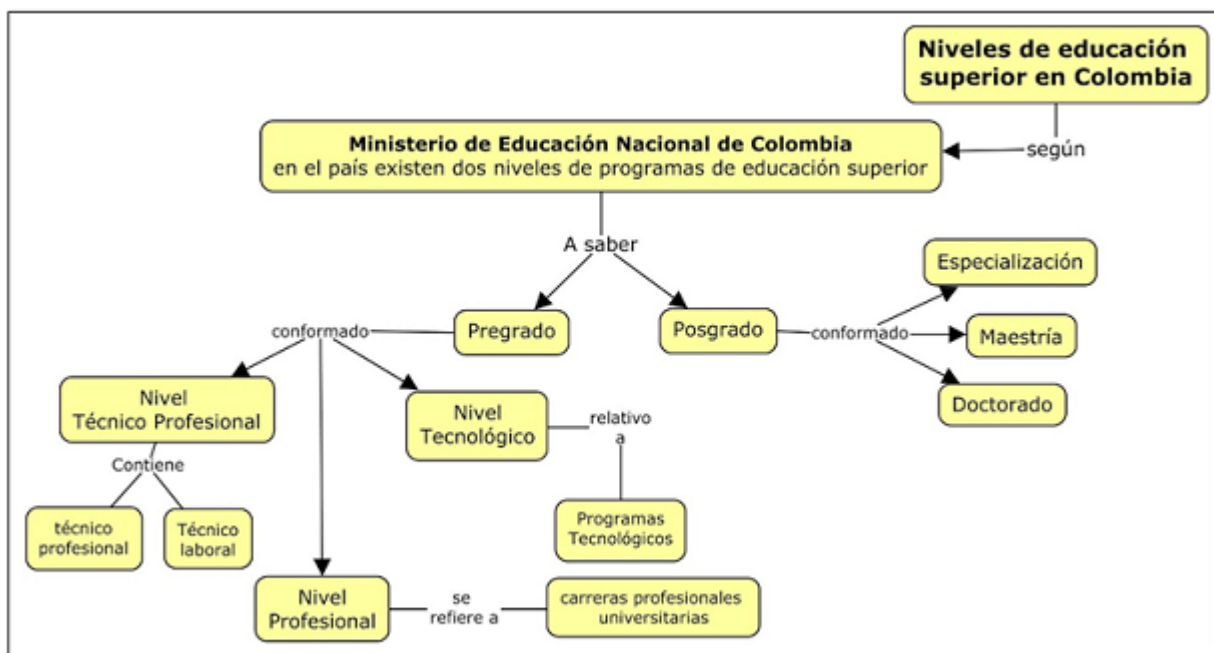 Niveles de educación
superior en Colombia
según
Ministerio de Educación Nacional de Colombia
en el país existen dos niveles de programas de educación superior
A saber
Pregrado
Posgrado
conformado
Especialización
Maestría
Doctorado
conformado
Nivel
Técnico Profesional
Contiene
técnico
profesional
Técnico
laboral
Nivel
Tecnológico
relativo
a
Programas
Tecnológicos
Nivel
Profesional
se
refiere a
carreras profesionales
universitarias